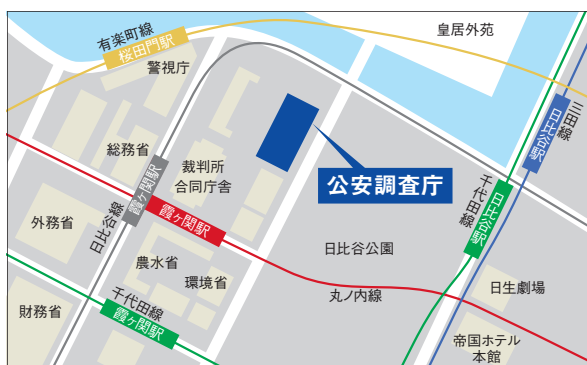 有楽町線
桜田門駅
皇居外苑
警視庁
三田線
日比谷駅
総務省
霞ヶ関駅
日比谷線
裁判所
合同庁舎
公安調査庁
千代田線
日比谷駅
外務省
霞ヶ関駅
日比谷公園
農水省
環境省
丸ノ内線
日生劇場
千代田線
霞ヶ関駅
財務省
帝国ホテル
本館